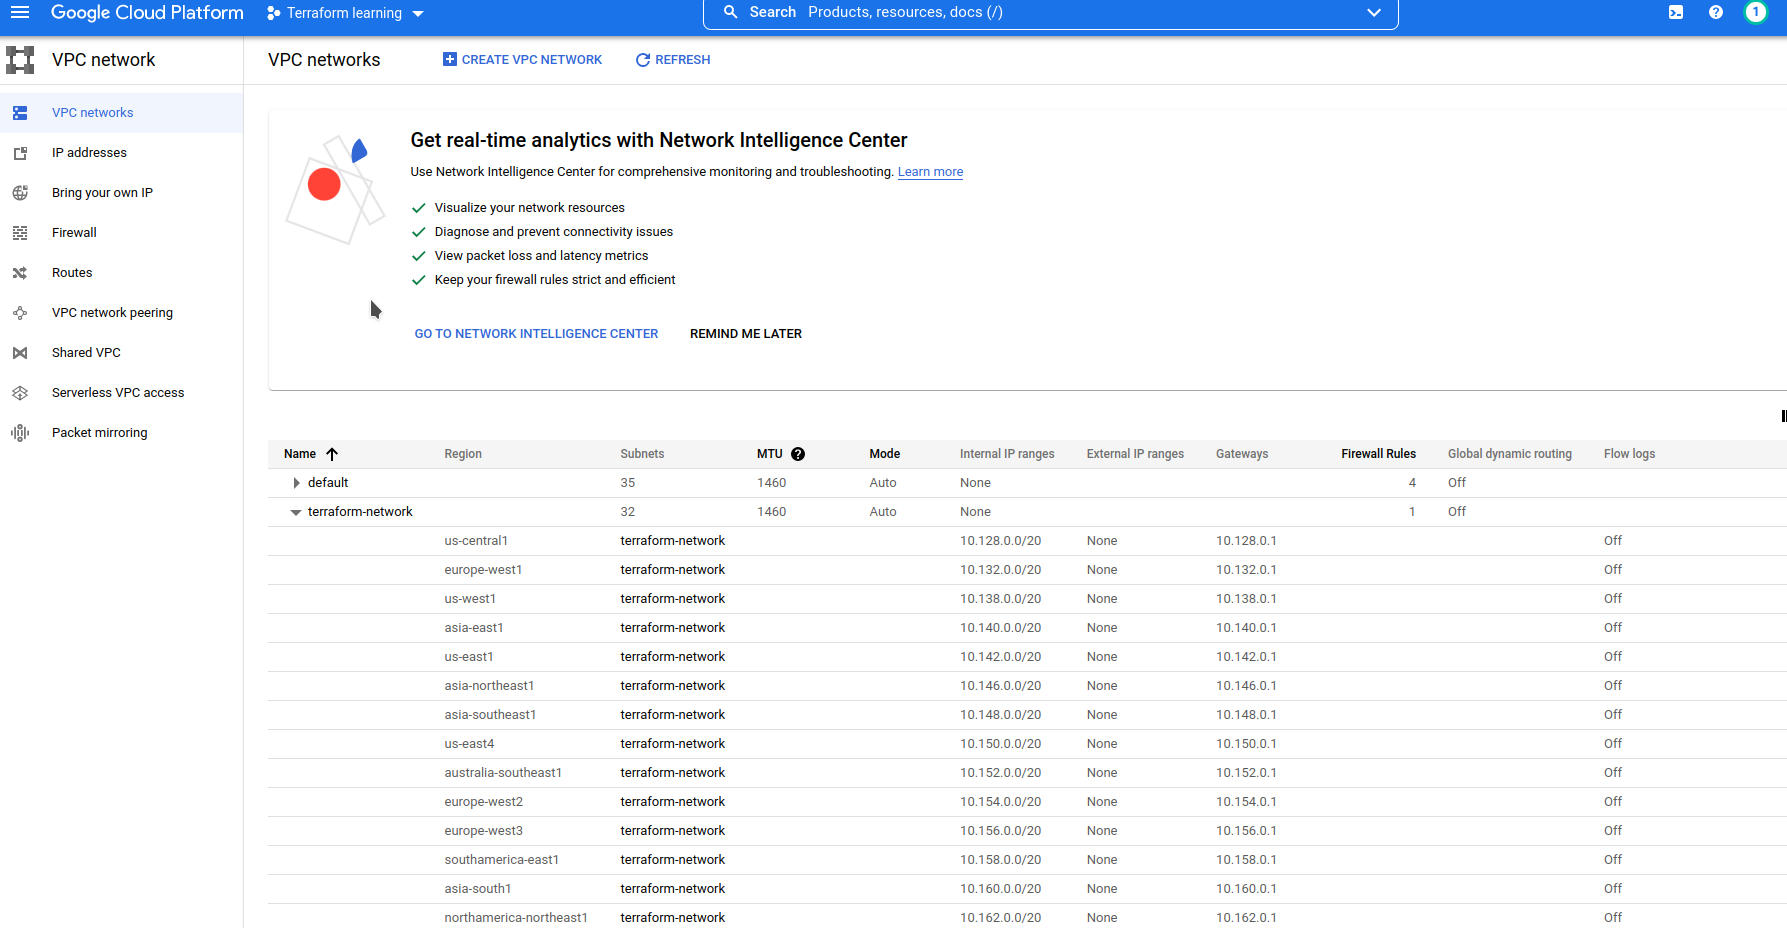 Google Cloud Platform
Terraform learning
Search Products, resources, docs (/)
1
VPC network
VPC networks
IP addresses
Bring your own IP
Firewall
Routes
VPC network peering
Shared VPC
Serverless VPC access
Packet mirroring
VPC networks
CREATE VPC NETWORK
REFRESH
Get real-time analytics with Network Intelligence Center
Use Network Intelligence Center for comprehensive monitoring and troubleshooting. Learn more
Visualize your network resources
Diagnose and prevent connectivity issues
View packet loss and latency metrics
Keep your firewall rules strict and efficient
GO TO NETWORK INTELLIGENCE CENTER REMIND ME LATER
Name Region Subnets MTU Mode Internal IP ranges External IP ranges Gateways Firewall Rules Global dynamic routing Flow logs
default 35 1460 Auto None 4 Off
terraform-network 32 1460 Auto None 1 Off
us-central1 terraform-network 10.128.0.0/20 None 10.128.0.1 Off
europe-west1 terraform-network 10.132.0.0/20 None 10.132.0.1 Off
us-west1 terraform-network 10.138.0.0/20 None 10.138.0.1 Off
asia-east1 terraform-network 10.140.0.0/20 None 10.140.0.1 Off
us-east1 terraform-network 10.142.0.0/20 None 10.142.0.1 Off
asia-northeast1 terraform-network 10.146.0.0/20 None 10.146.0.1 Off
asia-southeast1 terraform-network 10.148.0.0/20 None 10.148.0.1 Off
us-east4 terraform-network 10.150.0.0/20 None 10.150.0.1 Off
australia-southeast1 terraform-network 10.152.0.0/20 None 10.152.0.1 Off
europe-west2 terraform-network 10.154.0.0/20 None 10.154.0.1 Off
europe-west3 terraform-network 10.156.0.0/20 None 10.156.0.1 Off
southamerica-east1 terraform-network 10.158.0.0/20 None 10.158.0.1 Off
asia-south1 terraform-network 10.160.0.0/20 None 10.160.0.1 Off
northamerica-northeast1 terraform-network 10.162.0.0/20 None 10.162.0.1 Off